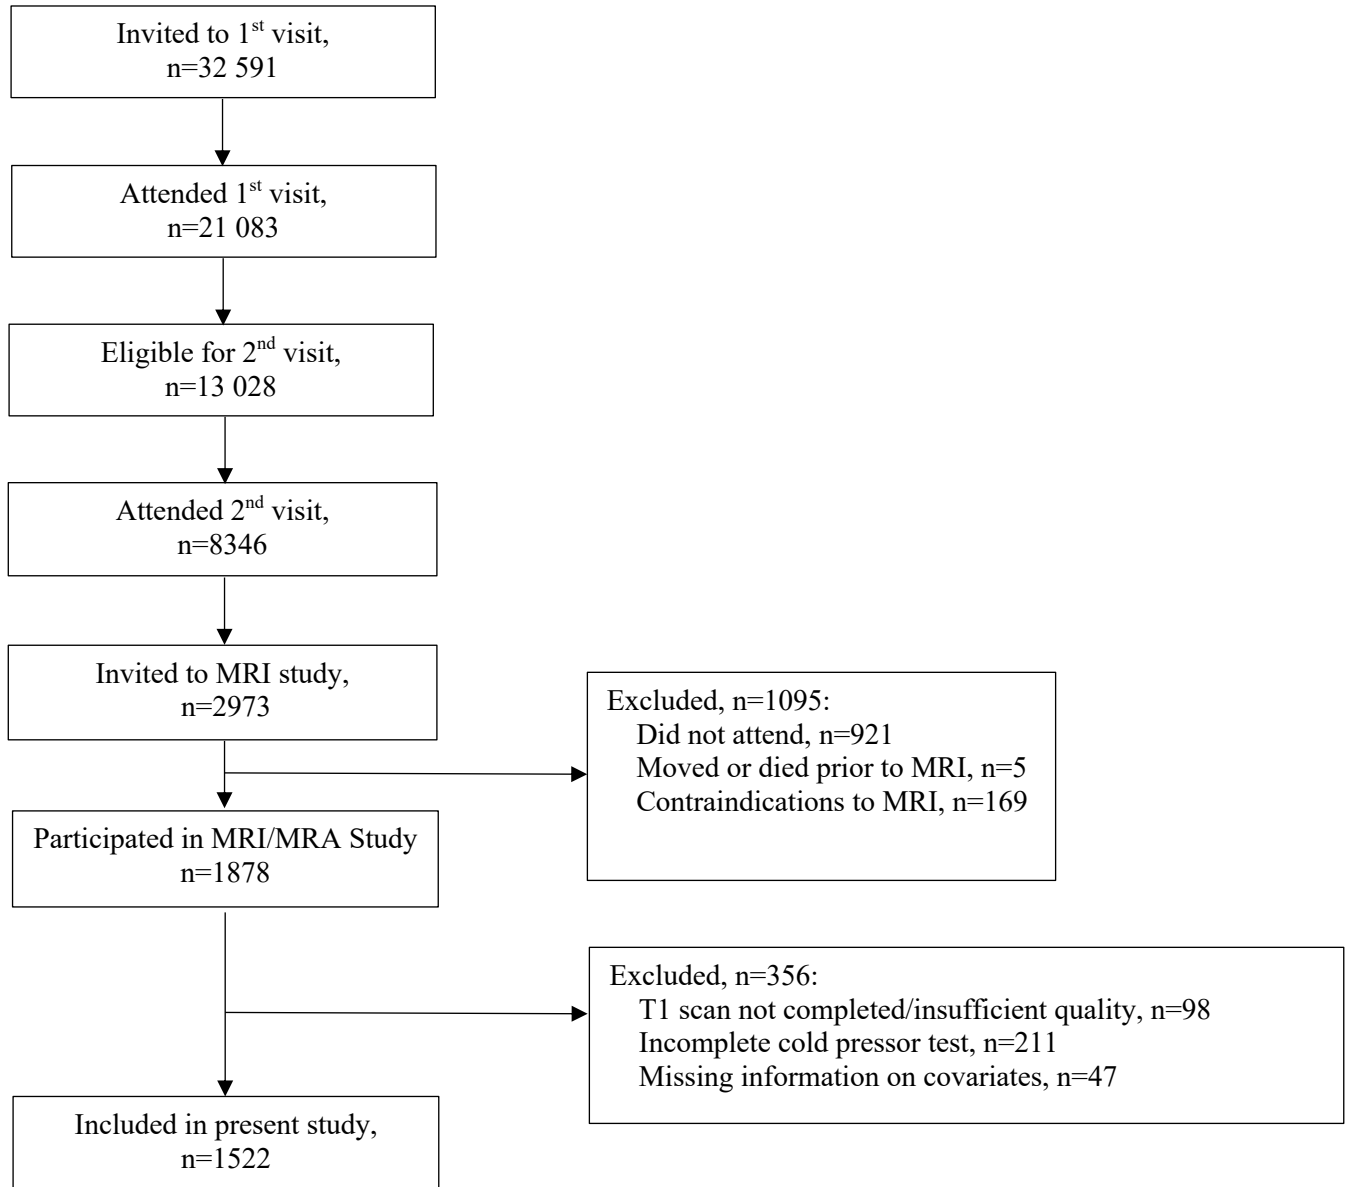 Invited to 1st visit,
n=32 591
Attended 1st visit,
n=21 083
Eligible for 2nd visit,
n=13 028
Attended 2nd visit,
n=8346
Invited to MRI study,
n=2973
Excluded, n=1095:
Did not attend, n=921
Moved or died prior to MRI, n=5
Contraindications to MRI, n=169
Participated in MRI/MRA Study
n=1878
Excluded, n=356:
T1 scan not completed/insufficient quality, n=98
Incomplete cold pressor test, n=211
Missing information on covariates, n=47
Included in present study,
n=1522